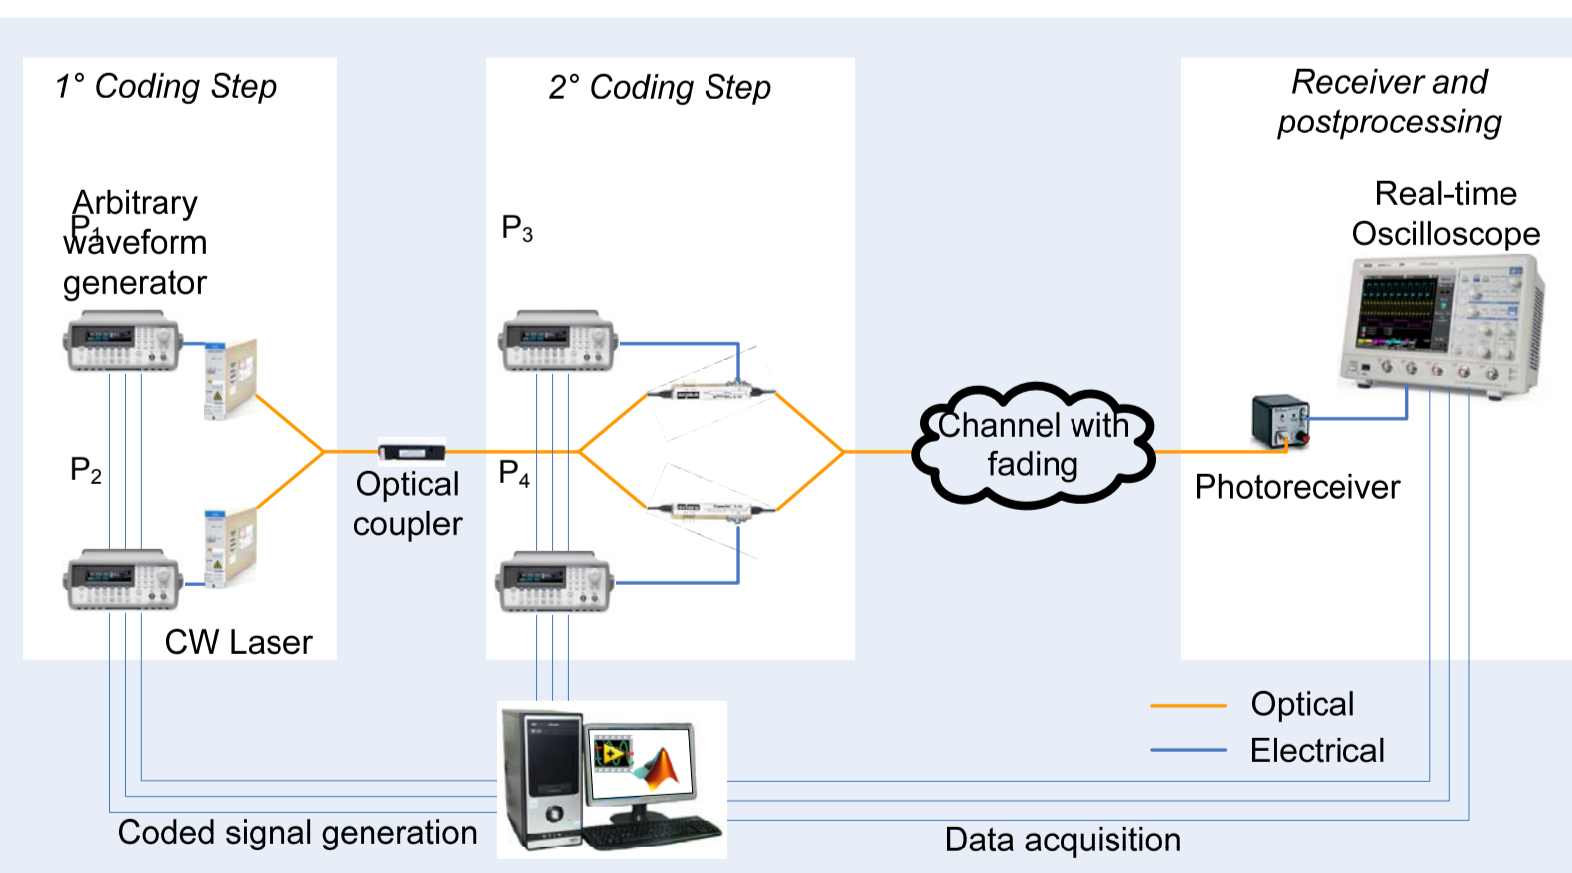 1° Coding Step
2° Coding Step
Receiver and
postprocessing
Arbitrary
waveform
generator
P1
P2
CW Laser
Optical
coupler
P3
P4
Channel with
fading
Real-time
Oscilloscope
Photoreceiver
Optical
Electrical
Coded signal generation
Data acquisition